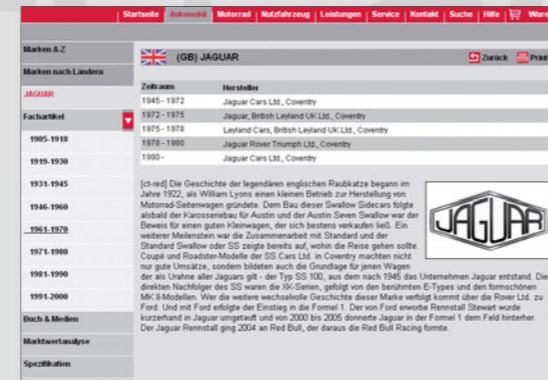 Startseite | Automobil | Motorrad | Nutzfahrzeug | Leistungen | Service | Kontakt | Suche | Hilfe | Ware
Marken A-Z
Marken nach Ländern
JAGUAR
Fachartikel
1905-1918
1919-1930
1931-1945
1946-1960
1961-1970
1971-1980
1981-1990
1991-2000
Buch & Medien
Marktwertanalyse
Spezifikation
(GB) JAGUAR
Zurück Print
Zeitraum Hersteller
1945 - 1972 Jaguar Cars Ltd., Coventry
1972 - 1975 Jaguar, British Leyland UK Ltd., Coventry
1975 - 1978 Leyland Cars, British Leyland UK Ltd., Coventry
1978 - 1980 Jaguar Rover Triumph Ltd., Coventry
1980 - Jaguar Cars Ltd., Coventry
[ct-red] Die Geschichte der legendären englischen Raubkatze begann im
Jahre 1922, als William Lyons einen kleinen Betrieb zur Herstellung von
Motorrad-Seitenwagen gründete. Dem Bau dieser Swallow Sidecars folgte
alsbald der Karosseriebau für Austin und der Austin Seven Swallow war der
Beweis für einen guten Kleinwagen, der sich bestens verkaufen ließ. Ein
weiterer Meilenstein war die Zusammenarbeit mit Standard und der
Standard Swallow oder SS zeigte bereits auf, wohin die Reise gehen sollte.
Coupé und Roadster-Modelle der SS Cars Ltd. in Coventry machten nicht
nur gute Umsätze, sondern bildeten auch die Grundlage für jenen Wagen
der als Urahne aller Jaguars gilt - der Typ SS 100, aus dem nach 1945 das Unternehmen Jaguar entstand. Die
direkten Nachfolger des SS waren die XK-Serien, gefolgt von den berühmten E-Types und den formschönen
MK II-Modellen. Wer die weitere wechselvolle Geschichte dieser Marke verfolgt kommt über die Rover Ltd. zu
Ford. Und mit Ford erfolgte der Einstieg in die Formel 1. Der von Ford erworbe Rennstall Stewart wurde
kurzerhand in Jaguar umgetauft und von 2000 bis 2005 donnerte Jaguar in der Formel 1 dem Feld hinterher.
Der Jaguar Rennstall ging 2004 an Red Bull, der daraus die Red Bull Racing formte.
JAGUAR